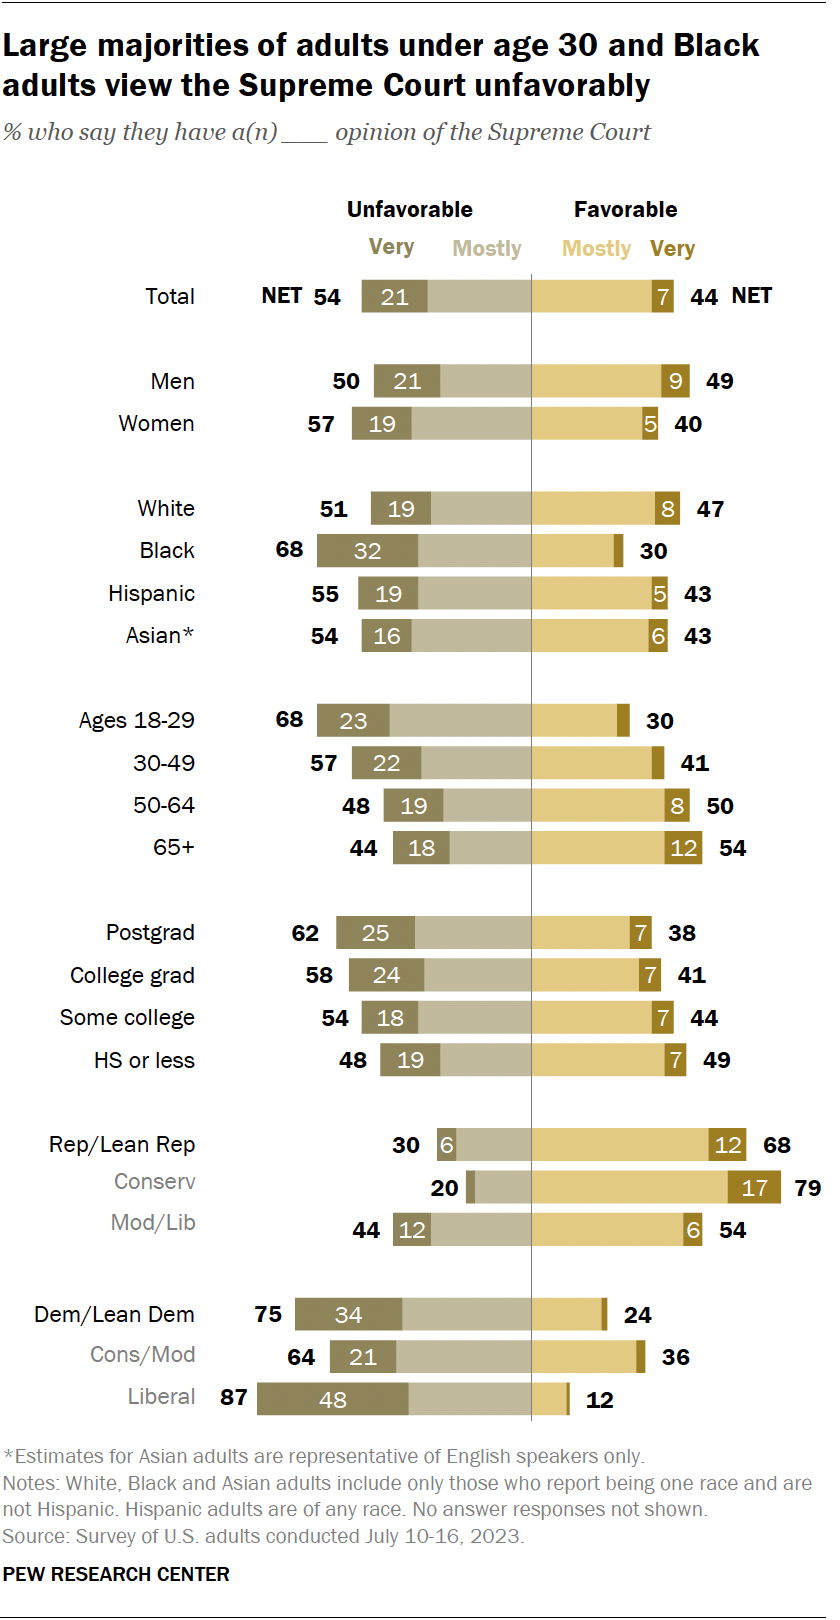 Large majorities of adults under age 30 and Black
adults view the Supreme Court unfavorably
% who say they have a(n) ____ opinion of the Supreme Court
Unfavorable Favorable
Very Mostly Mostly Very
Total NET 54 21 7 44 NET
Men 50 21 9 49
Women 57 19 5 40
White 51 19 8 47
Black 68 32 30
Hispanic 55 19 5 43
Asian* 54 16 6 43
Ages 18-29 68 23 30
30-49 57 22 41
50-64 48 19 8 50
65+ 44 18 12 54
Postgrad 62 25 7 38
College grad 58 24 7 41
Some college 54 18 7 44
HS or less 48 19 7 49
Rep/Lean Rep 30 6 12 68
Conserv 20 17 79
Mod/Lib 44 12 6 54
Dem/Lean Dem 75 34 24
Cons/Mod 64 21 36
Liberal 87 48 12
*Estimates for Asian adults are representative of English speakers only.
Notes: White, Black and Asian adults include only those who report being one race and are
not Hispanic. Hispanic adults are of any race. No answer responses not shown.
Source: Survey of U.S. adults conducted July 10-16, 2023.
PEW RESEARCH CENTER